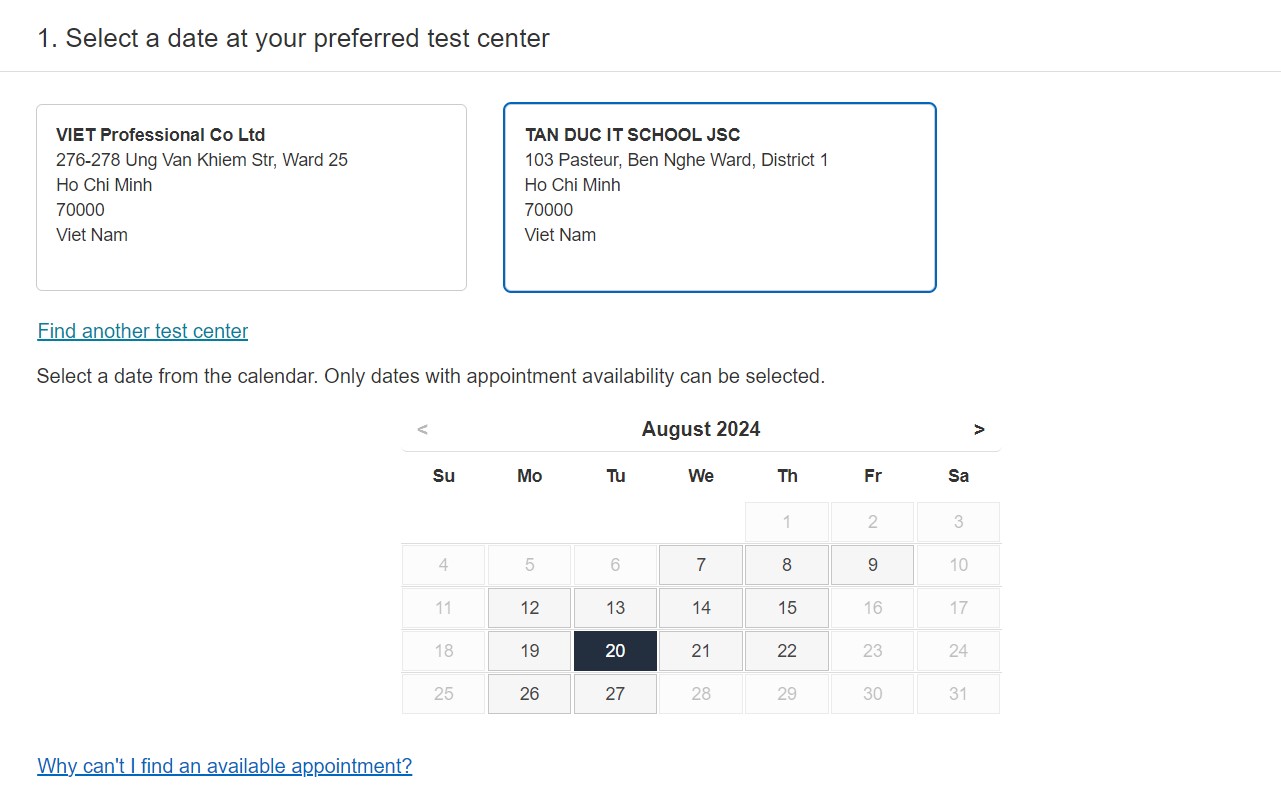 1. Select a date at your preferred test center
VIET Professional Co Ltd
276-278 Ung Van Khiem Str, Ward 25
Ho Chi Minh
70000
Viet Nam
TAN DUC IT SCHOOL JSC
103 Pasteur, Ben Nghe Ward, District 1
Ho Chi Minh
70000
Viet Nam
Find another test center
Select a date from the calendar. Only dates with appointment availability can be selected.
< August 2024 >
Su Mo Tu We Th Fr Sa
1 2 3
4 5 6 7 8 9 10
11 12 13 14 15 16 17
18 19 20 21 22 23 24
25 26 27 28 29 30 31
Why can't I find an available appointment?